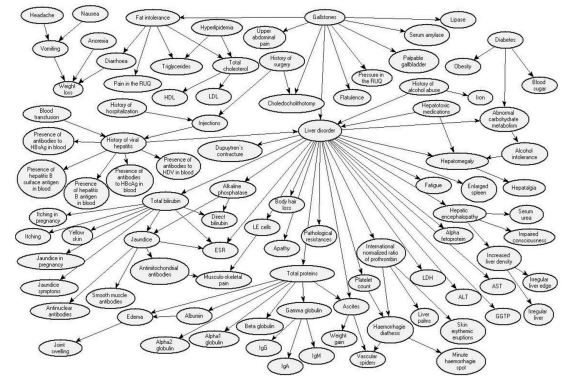 Headache
Nausea
Fat intolerance
Gallstones
Lipase
Anorexia
Hyperlipidemia
Upper
abdominal
pain
Serum amylase
Diabetes
Vomiting
Diarrhoea
Triglycerides
Total
cholesterol
History of
surgery
Palpable
gallbladder
Obesity
Blood
sugar
Weight
loss
Pain in the RUQ
HDL
LDL
Flatulence
Pressure in
the RUQ
History of
alcohol abuse
Iron
History of
hospitalization
Choledocholithotomy
Hepatotoxic
medications
Abnormal
carbohydrate
metabolism
Blood
transfusion
Injections
Liver disorder
Presence of
antibodies to
HBsAg in blood
History of viral
hepatitis
Dupuytren's
contracture
Hepatomegaly
Alcohol
intolerance
Presence
of hepatitis B
surface antigen
in blood
Presence
of hepatitis B
antigen in
blood
Presence
of antibodies
to HBeAg in
blood
Presence of
antibodies to
HDV in blood
Alkaline
phosphatase
Body hair
loss
Fatigue
Enlarged
spleen
Hepatalgia
Total bilirubin
Itching in
pregnancy
Direct
bilirubin
LE cells
Pathological
resistances
Hepatic
encephalopathy
Serum
urea
Itching
Yellow
skin
Jaundice
ESR
Apathy
International
normalized ratio
of prothrombin
Alpha
fetoprotein
Impaired
consciousness
Jaundice in
pregnancy
Antimitochondial
antibodies
Musculo-skeletal
pain
Total proteins
Platelet
count
LDH
ALT
AST
Increased
liver density
Irregular
liver edge
Jaundice
symptoms
Smooth muscle
antibodies
Antinuclear
antibodies
Edema
Albumin
Gamma globulin
Ascites
Liver
palms
GGTP
Irregular
liver
Beta globulin
Haemorrhagie
diathesis
Skin
erythemic
eruptions
Joint
swelling
Alpha2
globulin
Alpha1
globulin
IgG
IgA
IgM
Weight
gain
Vascular
spiders
Minute
haemorrhagie
spot